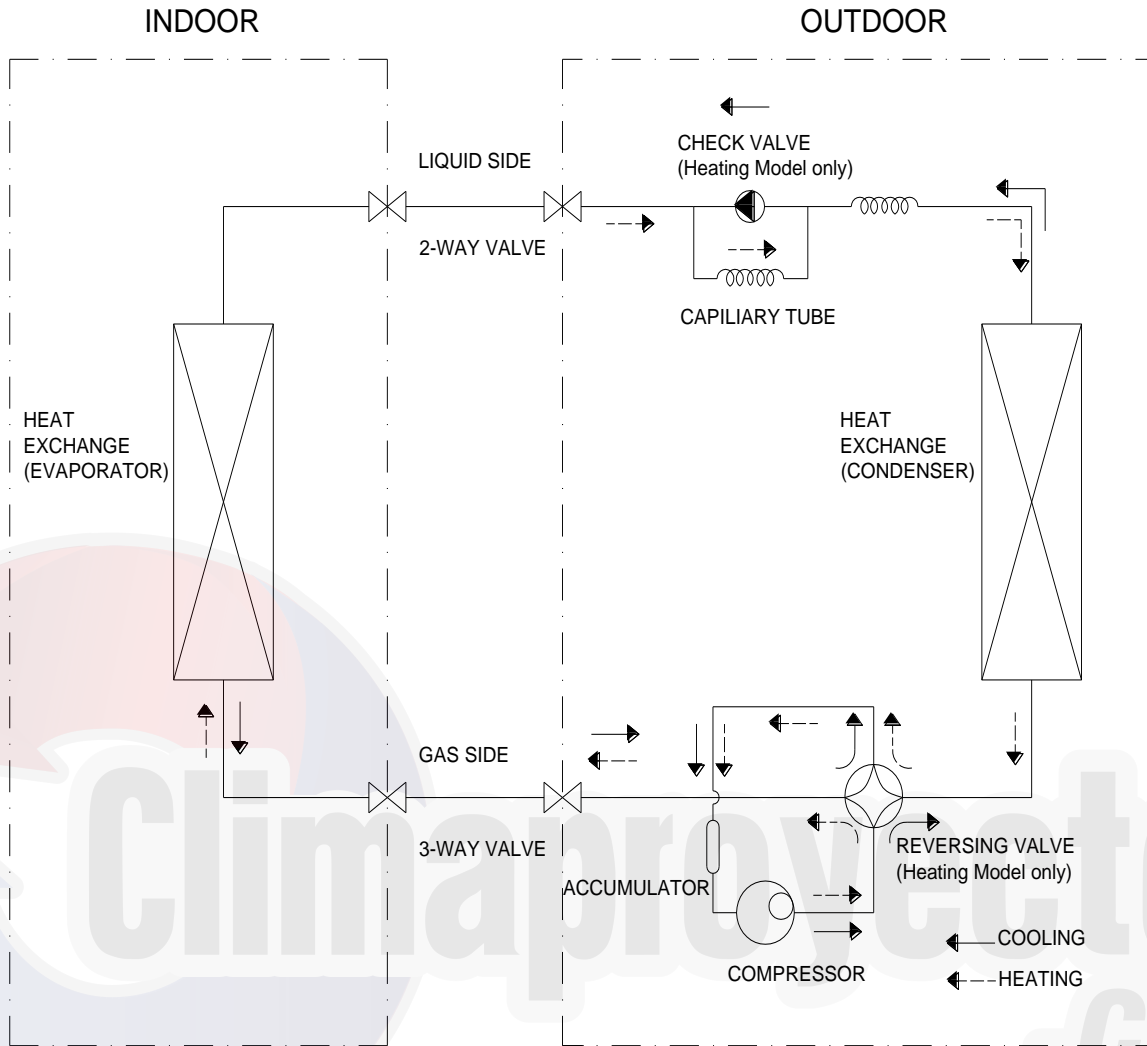 INDOOR
OUTDOOR
CHECK VALVE
(Heating Model only)
LIQUID SIDE
2-WAY VALVE
CAPILIARY TUBE
HEAT
EXCHANGE
(EVAPORATOR)
HEAT
EXCHANGE
(CONDENSER)
GAS SIDE
3-WAY VALVE
REVERSING VALVE
(Heating Model only)
ACCUMULATOR
COMPRESSOR
COOLING
HEATING